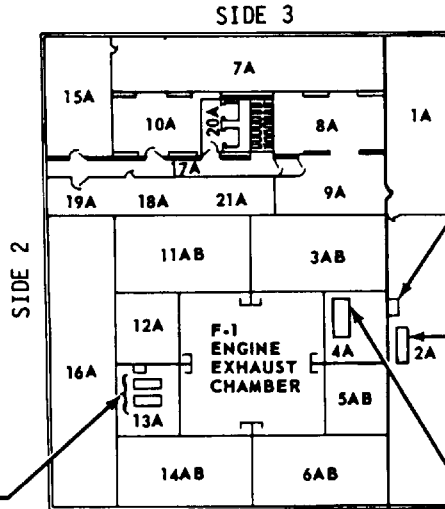 SIDE 3
7A
15A
1A
10A
20A
8A
7A
19A
18A
21A
9A
SIDE 2
11AB
3AB
12A
F-1
ENGINE
EXHAUST
CHAMBER
4A
2A
16A
13A
5AB
14AB
6AB